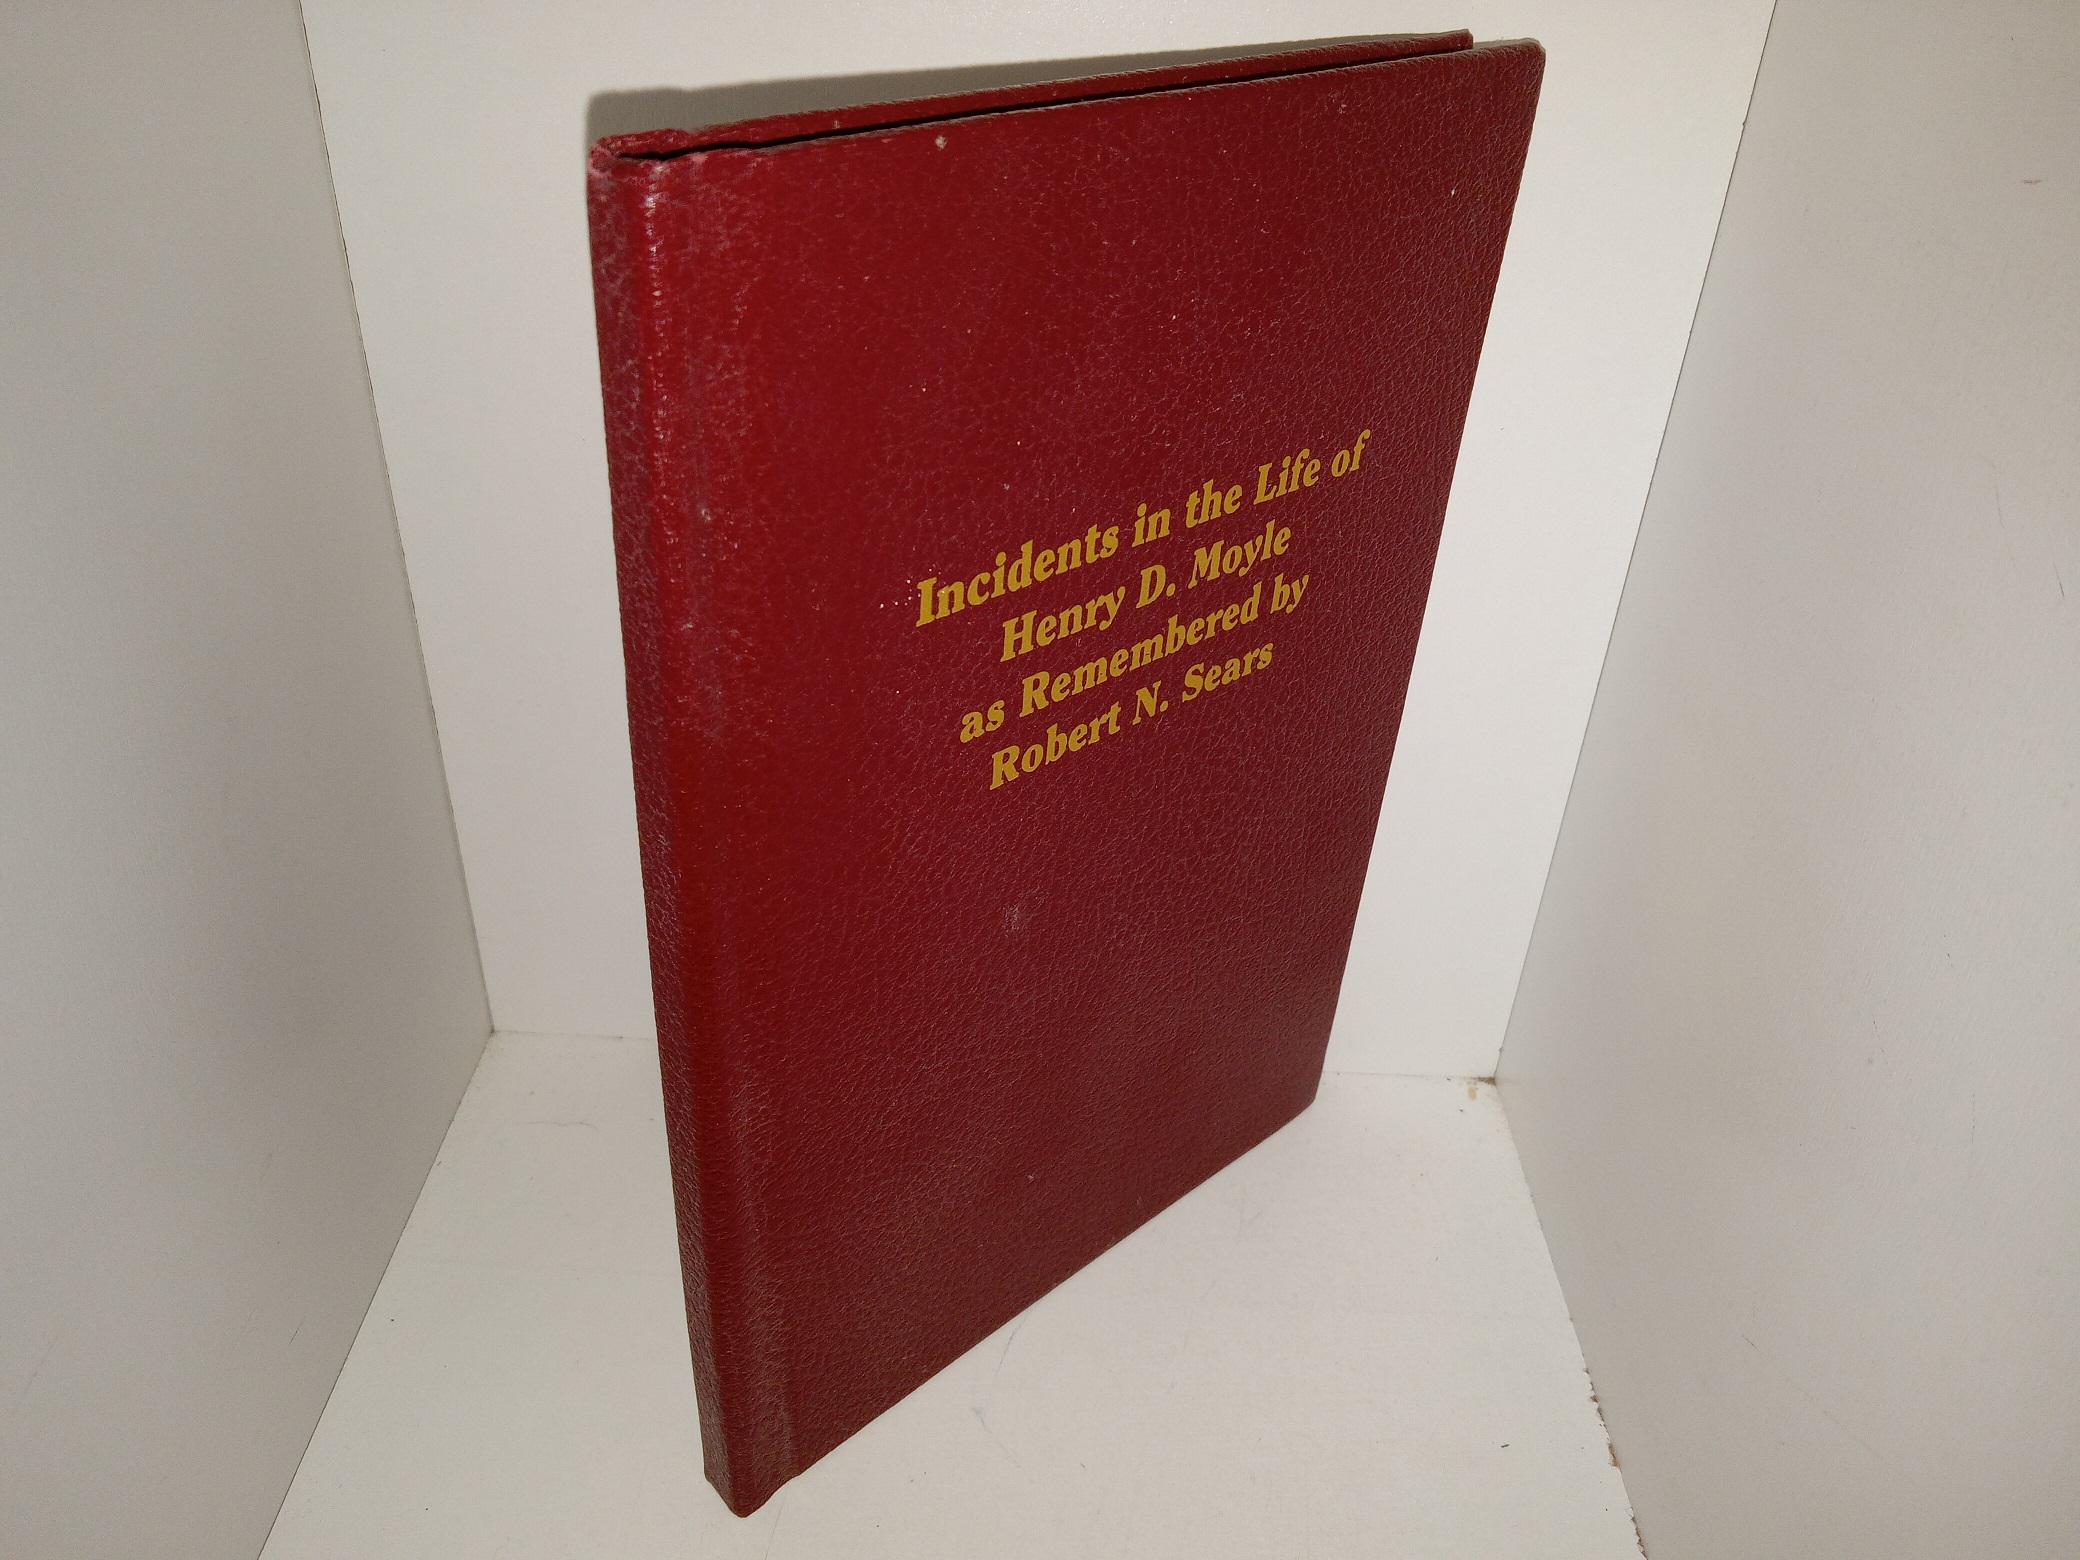 Incidents in the Life of
Henry D. Moyle
as Remembered by
Robert N. Sears